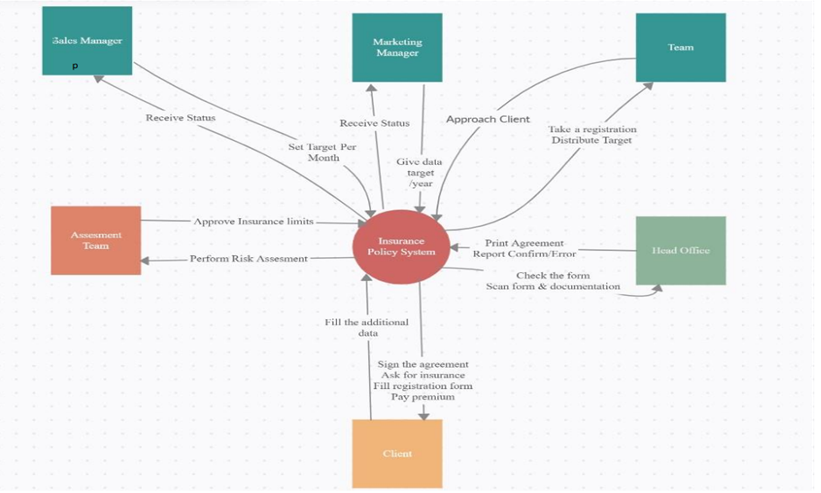 Sales Manager
p
Marketing
Manager
Team
Receive Status
Set Target Per
Month
Receive Status
Give data
target
/year
Approach Client
Take a registration
Distribute Target
Assesment
Team
Approve Insurance limits
Perform Risk Assesment
Insurance
Policy System
Print Agreement
Report Confirm/Error
Check the form
Scan form & documentation
Head Office
Fill the additional
data
Sign the agreement
Ask for insurance
Fill registration form
Pay premium
Client